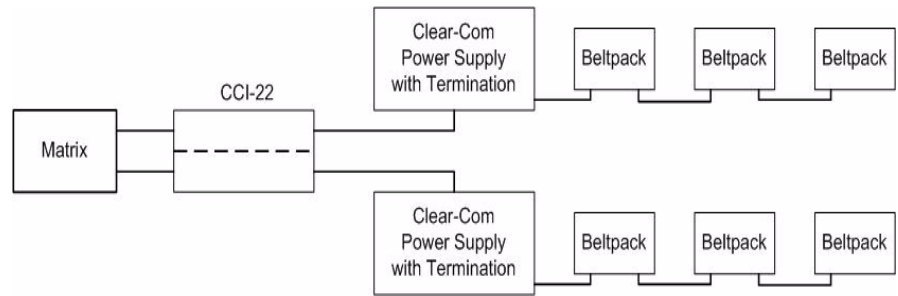 Clear-Com
Power Supply
with Termination
Beltpack
Beltpack
Beltpack
CCI-22
Matrix
Clear-Com
Power Supply
with Termination
Beltpack
Beltpack
Beltpack